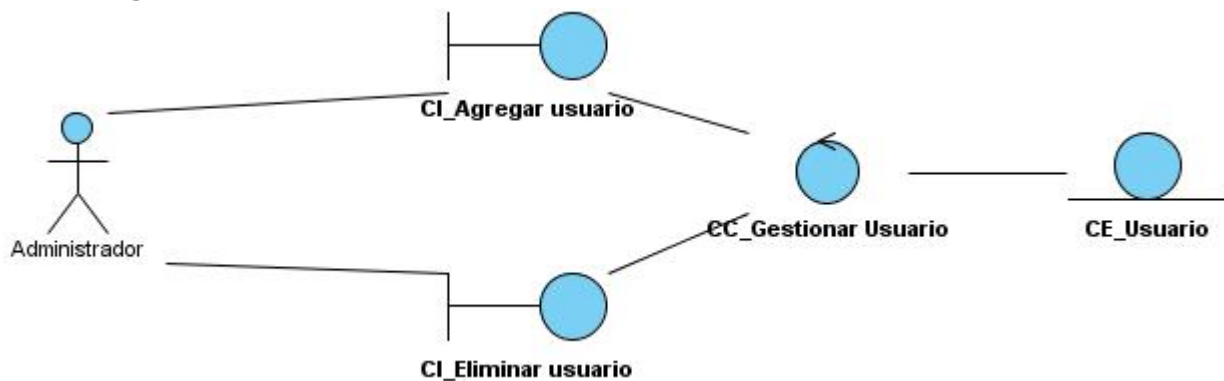 CI_Agregar usuario
Administrador
CC_Gestionar Usuario
CE_Usuario
CI_Eliminar usuario